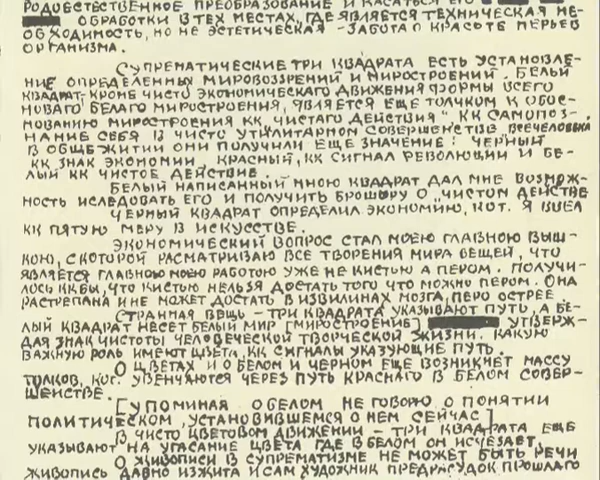 РОДОЕСТЕСТВЕННОЕ ПРЕОБРАЗОВАНИЕ И КАСАТЬСЯ ЕГО
ОБРАБОТКИ В ТЕХ МЕСТАХ, ГДЕ ЯВЛЯЕТСЯ ТЕХНИЧЕСКАЯ НЕ-
ОБХОДИМОСТЬ, НО НЕ ЭСТЕТИЧЕСКАЯ - ЗАБОТА О КРАСОТЕ ПЕРЬЕВ
ОРГАНИЗМА.
СУПРЕМАТИЧЕСКИЕ ТРИ КВАДРАТА ЕСТЬ УСТАНОВЛЕ-
НИЕ ОПРЕДЕЛЕННЫХ МИРОВОЗЗРЕНИЙ И МИРОСТРОЕНИЙ. БЕЛЫЙ
КВАДРАТ КРОМЕ ЧИСТО ЭКОНОМИЧЕСКАГО ДВИЖЕНИЯ ФОРМЫ ВСЕГО
НОВАГО БЕЛАГО МИРОСТРОЕНИЯ, ЯВЛЯЕТСЯ ЕЩЕ ТОЛЧКОМ К ОБОС-
НОВАНИЮ МИРОСТРОЕНИЯ КК „ЧИСТАГО ДЕЙСТВИЯ" КК САМОПОЗ-
НАНИЕ СЕБЯ В ЧИСТО УТИЛИТАРНОМ СОВЕРШЕНСТВЕ „ВСЕЧЕЛОВЕКА
В ОБЩЕЖИТИИ ОНИ ПОЛУЧИЛИ ЕЩЕ ЗНАЧЕНИЕ: ЧЕРНЫЙ
КК ЗНАК ЭКОНОМИИ, КРАСНЫЙ, КК СИГНАЛ РЕВОЛЮЦИИ И БЕ-
ЛЫЙ КК ЧИСТОЕ ДЕЙСТВИЕ.
БЕЛЫЙ НАПИСАННЫЙ МНОЮ КВАДРАТ ДАЛ МНЕ ВОЗМОЖ-
НОСТЬ ИСЛЕДОВАТЬ ЕГО И ПОЛУЧИТЬ БРОШЮРУ О „ЧИСТОМ ДЕЙСТВЕ
ЧЕРНЫЙ КВАДРАТ ОПРЕДЕЛИЛ ЭКОНОМИЮ, КОТ. Я ВВЕЛ
КК ПЯТУЮ МЕРУ В ИСКУССТВЕ.
ЭКОНОМИЧЕСКИЙ ВОПРОС СТАЛ МОЕЮ ГЛАВНОЮ ВЫШ-
КОЮ, С КОТОРОЙ РАСМАТРИВАЮ ВСЕ ТВОРЕНИЯ МИРА ВЕЩЕЙ, ЧТО
ЯВЛЯЕТСЯ ГЛАВНОЮ МОЕЮ РАБОТОЮ УЖЕ НЕ КИСТЬЮ А ПЕРОМ. ПОЛУЧИ-
ЛОСЬ КК БЫ, ЧТО КИСТЬЮ НЕЛЬЗЯ ДОСТАТЬ ТОГО ЧТО МОЖНО ПЕРОМ. ОНА
РАСТРЕПАНА И НЕ МОЖЕТ ДОСТАТЬ В ИЗВИЛИНАХ МОЗГА, ПЕРО ОСТРЕЕ.
СТРАННАЯ ВЕЩЬ - ТРИ КВАДРАТА УКАЗЫВАЮТ ПУТЬ, А БЕ-
ЛЫЙ КВАДРАТ НЕСЕТ БЕЛЫЙ МИР [МИРОСТРОЕНИЕ] УТВЕРЖ-
ДАЯ ЗНАК ЧИСТОТЫ ЧЕЛОВЕЧЕСКОЙ ТВОРЧЕСКОЙ ЖИЗНИ. КАКУЮ
ВАЖНУЮ РОЛЬ ИМЕЮТ ЦВЕТА, КК СИГНАЛЫ УКАЗУЮЩИЕ ПУТЬ.
О ЦВЕТАХ И О БЕЛОМ И ЧЕРНОМ ЕЩЕ ВОЗНИКНЕТ МАССУ
ТОЛКОВ, КОТ. УВЕНЧАЮТСЯ ЧЕРЕЗ ПУТЬ КРАСНАГО В БЕЛОМ СОВЕР-
ШЕНСТВЕ.
[УПОМИНАЯ О БЕЛОМ НЕ ГОВОРЮ О ПОНЯТИИ
ПОЛИТИЧЕСКОМ, УСТАНОВИВШЕМСЯ О НЕМ СЕЙЧАС]
В ЧИСТО ЦВЕТОВОМ ДВИЖЕНИИ - ТРИ КВАДРАТА ЕЩЕ
УКАЗЫВАЮТ НА УГАСАНИЕ ЦВЕТА ГДЕ В БЕЛОМ ОН ИСЧЕЗАЕТ.
О ЖИВОПИСИ В СУПРЕМАТИЗМЕ НЕ МОЖЕТ БЫТЬ РЕЧИ
ЖИВОПИСЬ ДАВНО ИЗЖИТА И САМ ХУДОЖНИК ПРЕДРАСУДОК ПРОШЛАГО